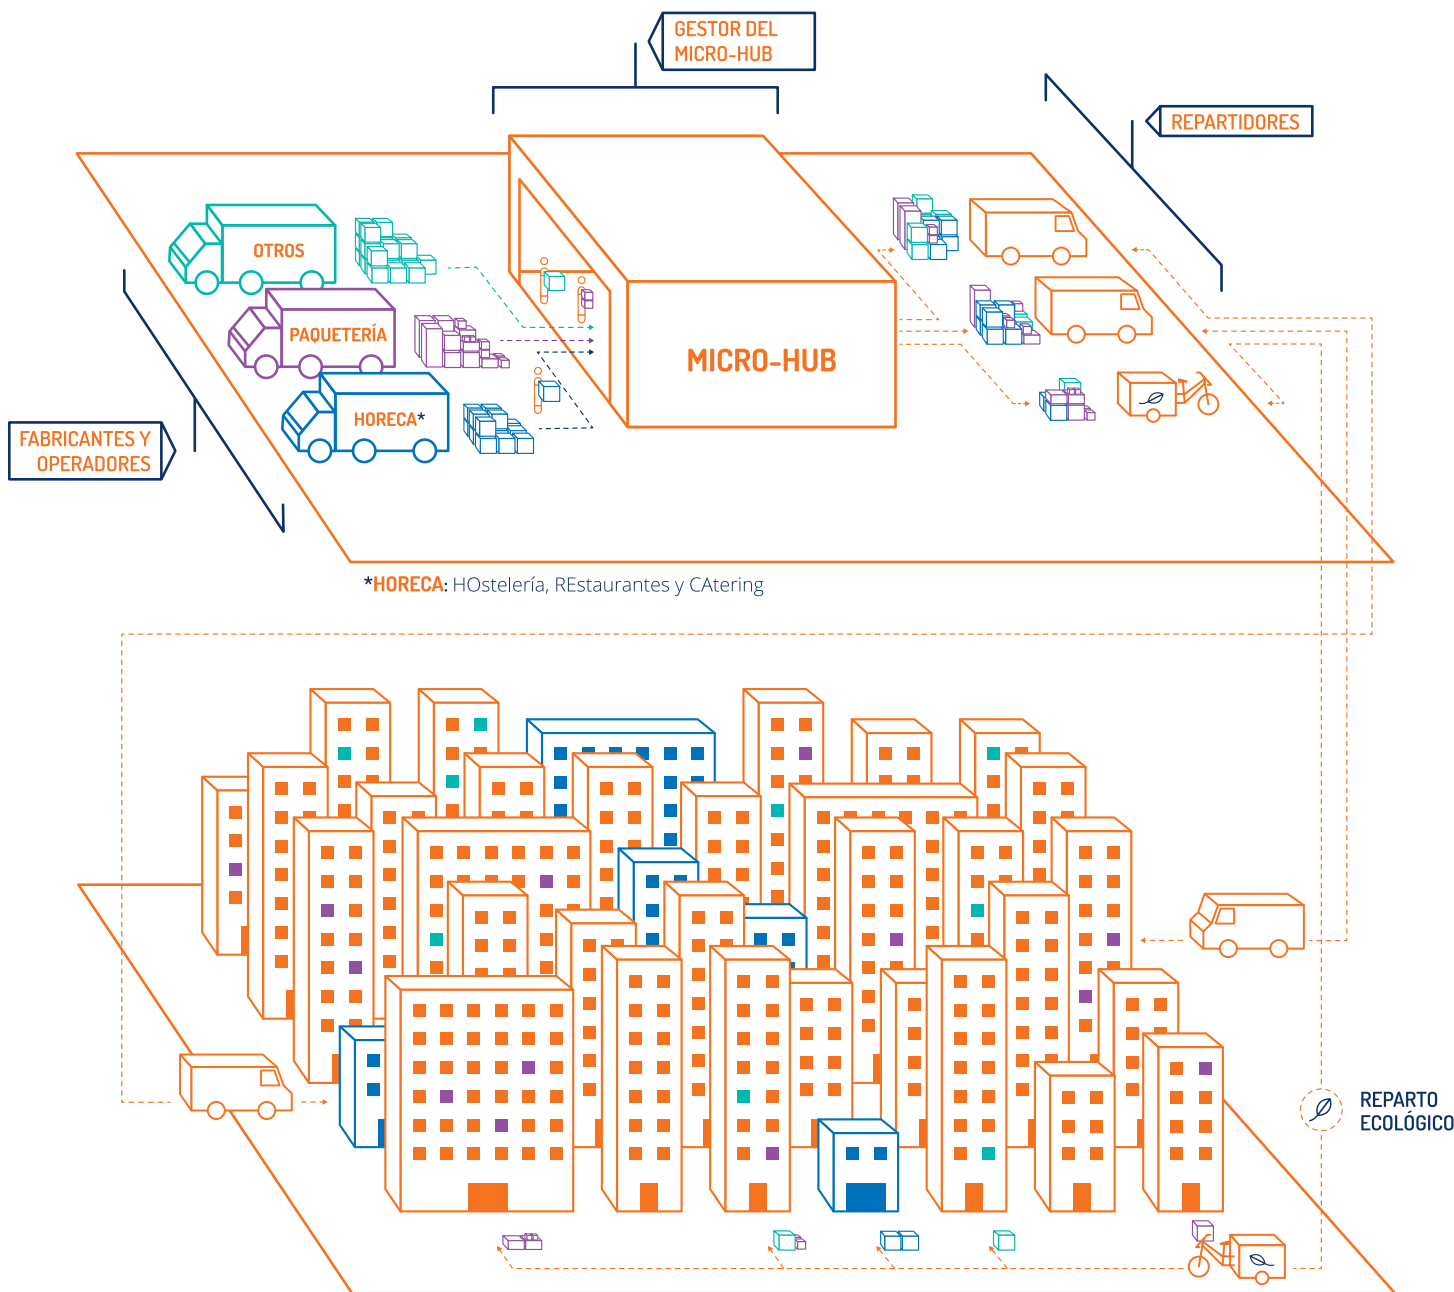 GESTOR DEL
MICRO-HUB
REPARTIDORES
OTROS
PAQUETERÍA
MICRO-HUB
HORECA*
FABRICANTES Y
OPERADORES
*HORECA: HOstelería, REstaurantes y CAtering
REPARTO
ECOLÓGICO